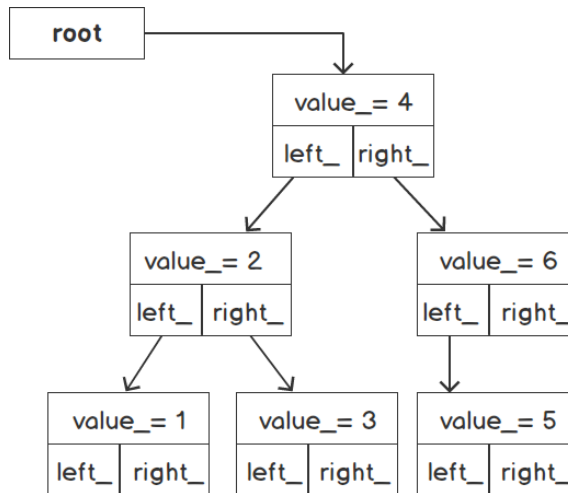 root
value_= 4
left_ right_
value_= 2
value_= 6
left_ right_
left_ right_
value_= 1
value_= 3
value_= 5
left_ right_
left_ right_
left_ right_